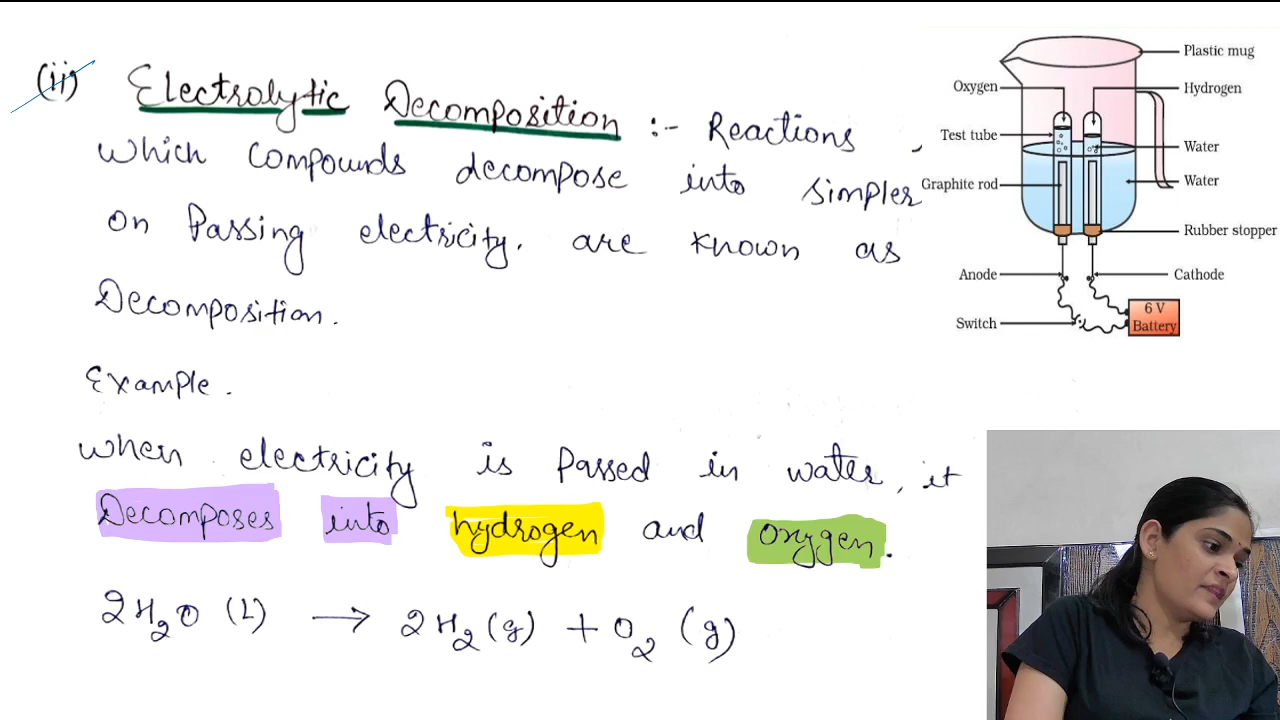 (ii) Electrolytic Decomposition :- Reactions
which compounds decompose into simpler
on Passing electricity. are known as
Decomposition.
Example.
when electricity is passed in water, it
Decomposes into hydrogen and oxygen.
2H₂O (L) → 2H₂(g) + O₂ (g)
Plastic mug
Oxygen
Hydrogen
Test tube
Water
Graphite rod
Water
Rubber stopper
Anode
Cathode
Switch
6 V
Battery